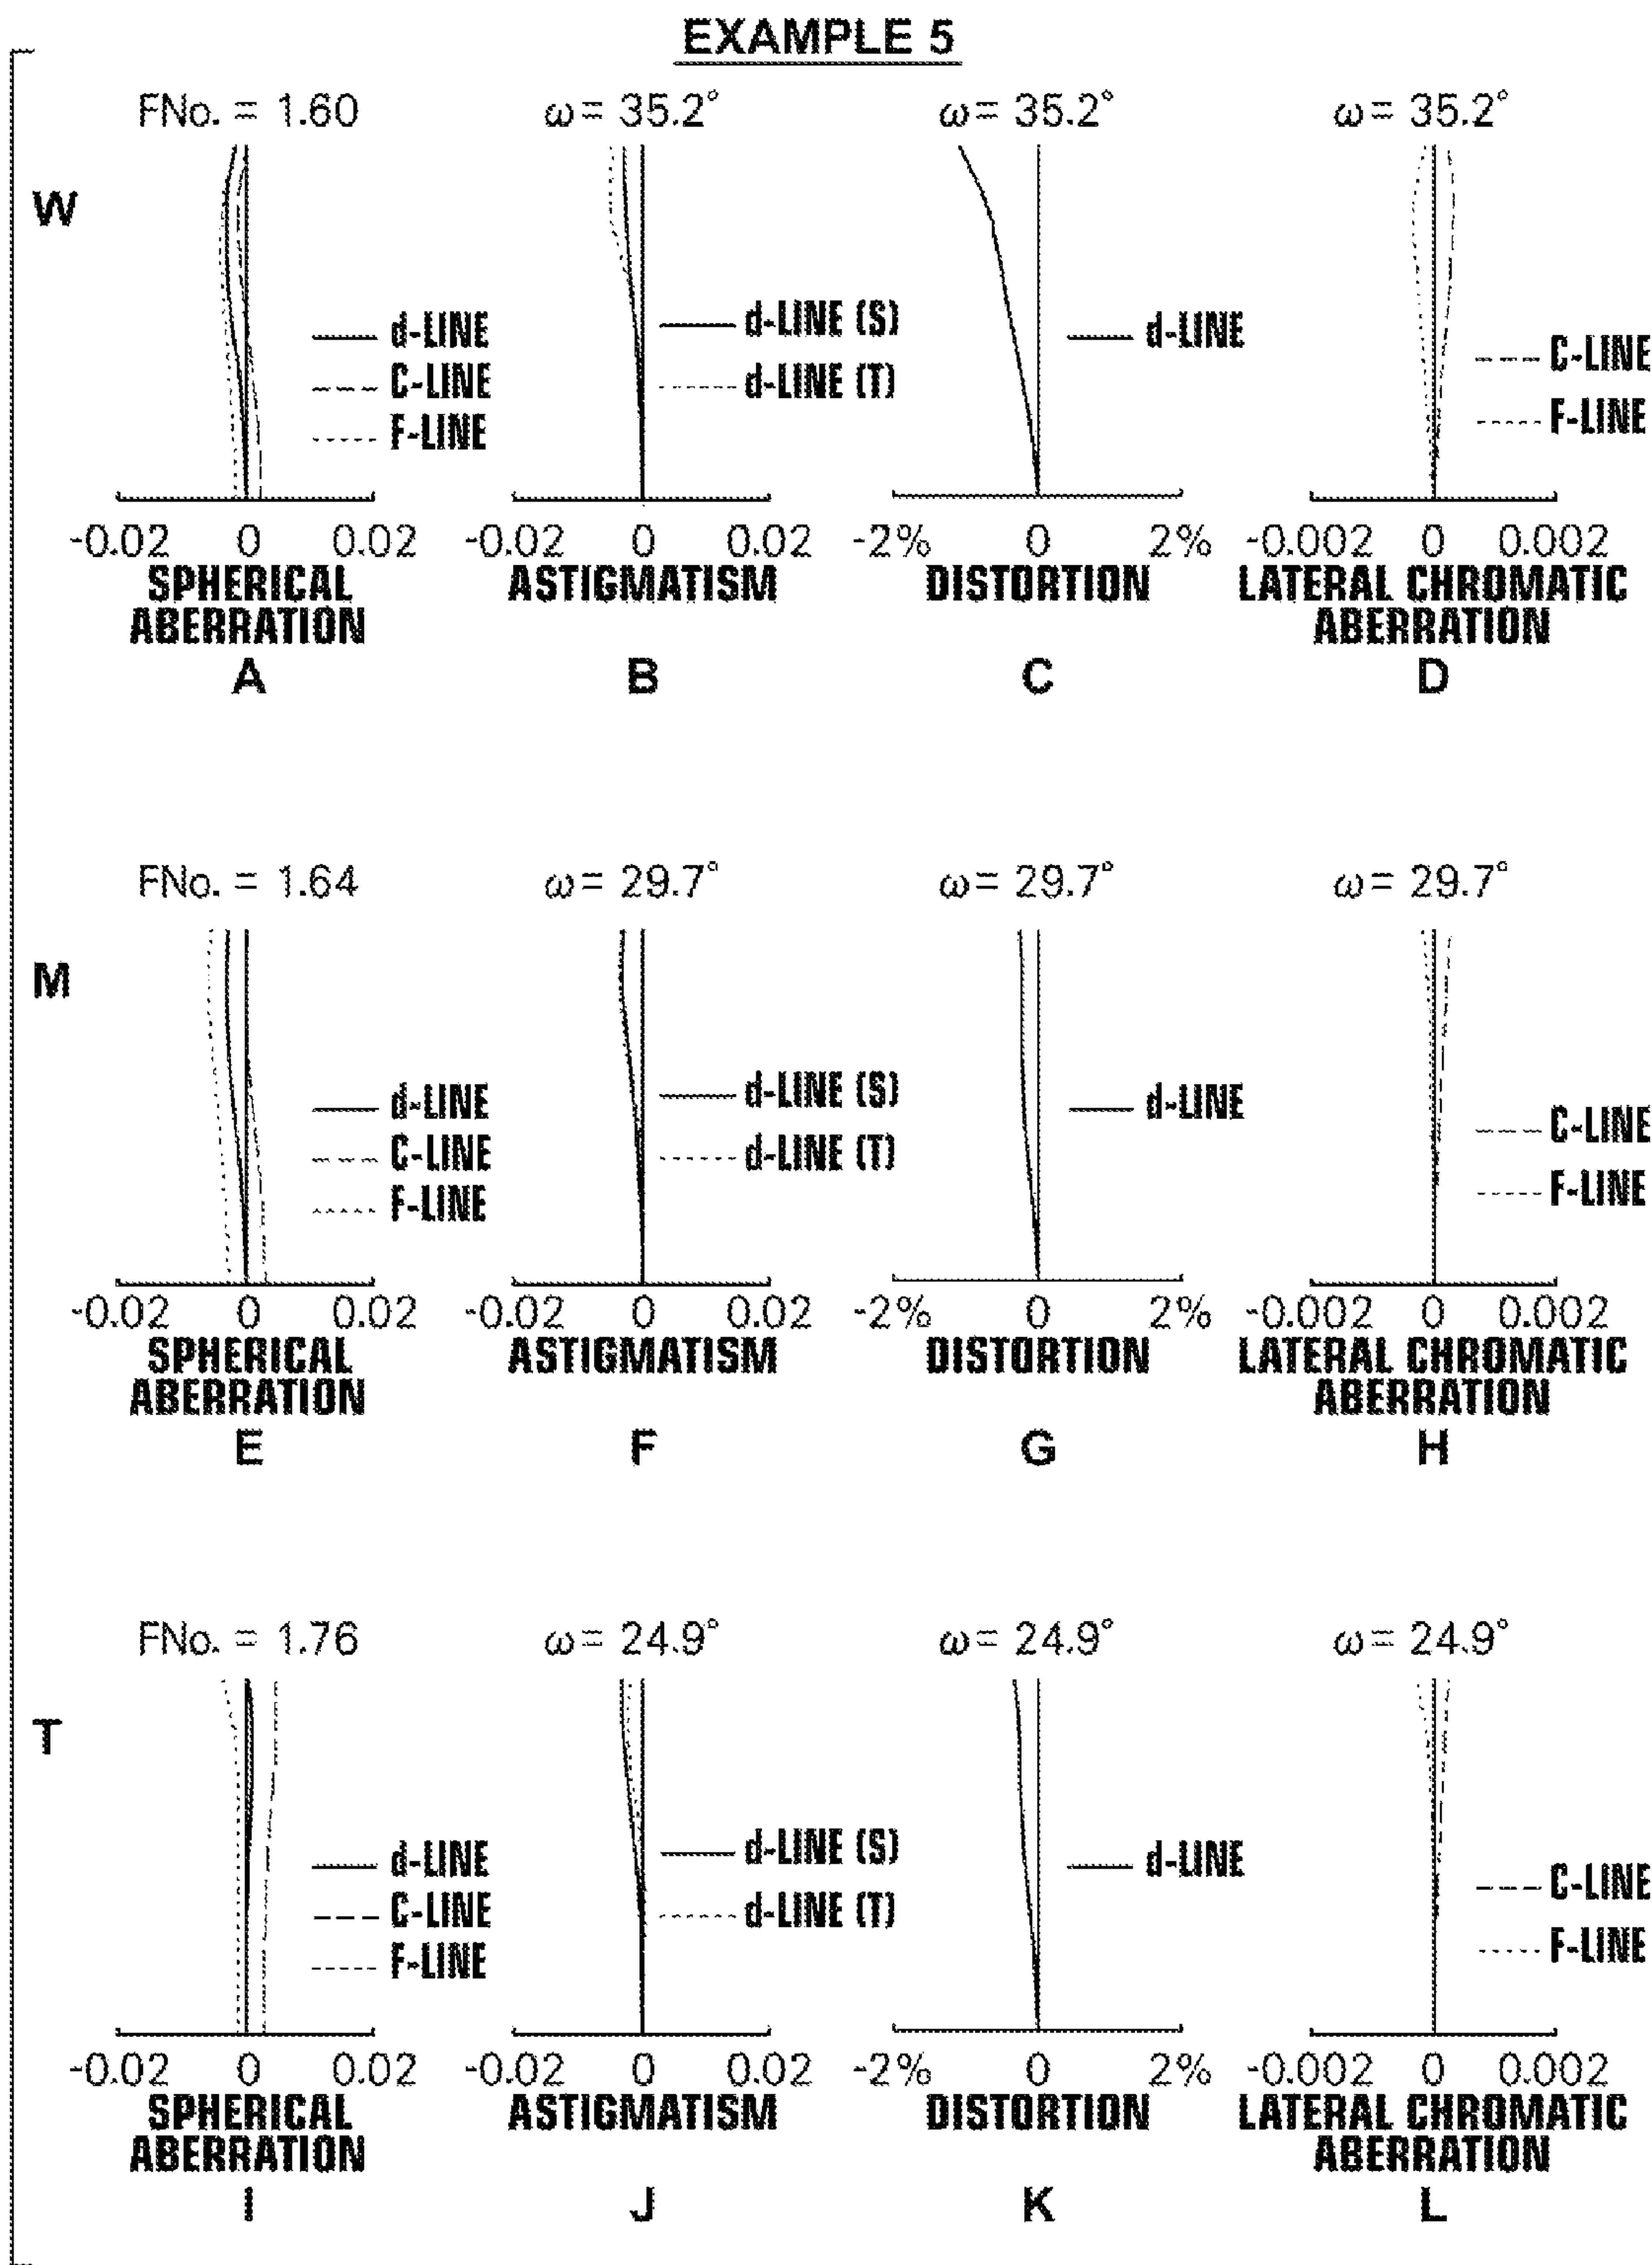 EXAMPLE 5
W
FNo. = 1.60
ω = 35.2°
ω = 35.2°
ω = 35.2°
d-LINE
C-LINE
F-LINE
d-LINE (S)
d-LINE (T)
d-LINE
C-LINE
F-LINE
-0.02 0 0.02
-0.02 0 0.02
-2% 0 2%
-0.002 0 0.002
SPHERICAL
ABERRATION
ASTIGMATISM
DISTORTION
LATERAL CHROMATIC
ABERRATION
A
B
C
D
M
FNo. = 1.64
ω = 29.7°
ω = 29.7°
ω = 29.7°
d-LINE
C-LINE
F-LINE
d-LINE (S)
d-LINE (T)
d-LINE
C-LINE
F-LINE
-0.02 0 0.02
-0.02 0 0.02
-2% 0 2%
-0.002 0 0.002
SPHERICAL
ABERRATION
ASTIGMATISM
DISTORTION
LATERAL CHROMATIC
ABERRATION
E
F
G
H
T
FNo. = 1.76
ω = 24.9°
ω = 24.9°
ω = 24.9°
d-LINE
C-LINE
F-LINE
d-LINE (S)
d-LINE (T)
d-LINE
C-LINE
F-LINE
-0.02 0 0.02
-0.02 0 0.02
-2% 0 2%
-0.002 0 0.002
SPHERICAL
ABERRATION
ASTIGMATISM
DISTORTION
LATERAL CHROMATIC
ABERRATION
I
J
K
L